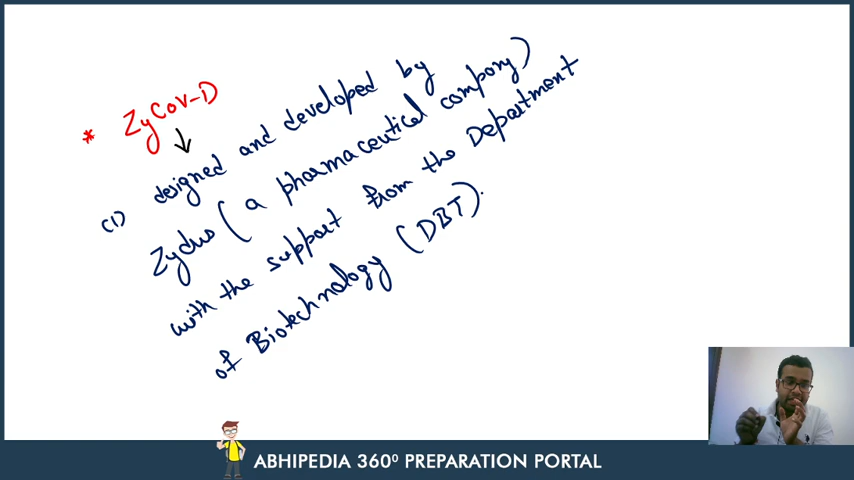 * ZyCoV-D
(1) designed and developed by
Zydus (a pharmaceutical company)
with the support from the Department
of Biotechnology (DBT).
ABHIPEDIA 360⁰ PREPARATION PORTAL